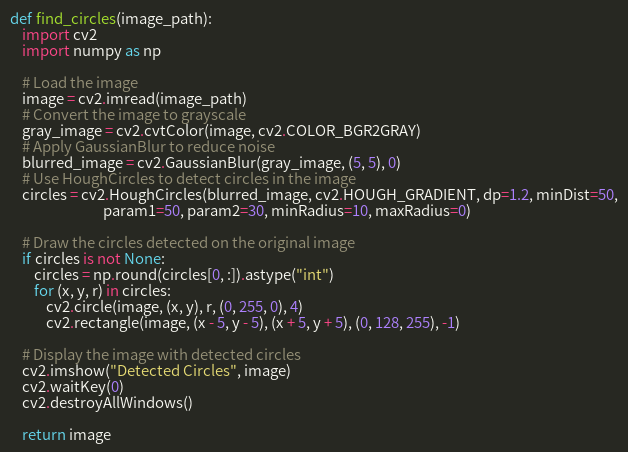 def find_circles(image_path):
    import cv2
    import numpy as np

    # Load the image
    image = cv2.imread(image_path)
    # Convert the image to grayscale
    gray_image = cv2.cvtColor(image, cv2.COLOR_BGR2GRAY)
    # Apply GaussianBlur to reduce noise
    blurred_image = cv2.GaussianBlur(gray_image, (5, 5), 0)
    # Use HoughCircles to detect circles in the image
    circles = cv2.HoughCircles(blurred_image, cv2.HOUGH_GRADIENT, dp=1.2, minDist=50,
                               param1=50, param2=30, minRadius=10, maxRadius=0)

    # Draw the circles detected on the original image
    if circles is not None:
        circles = np.round(circles[0, :]).astype("int")
        for (x, y, r) in circles:
            cv2.circle(image, (x, y), r, (0, 255, 0), 4)
            cv2.rectangle(image, (x - 5, y - 5), (x + 5, y + 5), (0, 128, 255), -1)

    # Display the image with detected circles
    cv2.imshow("Detected Circles", image)
    cv2.waitKey(0)
    cv2.destroyAllWindows()

    return image